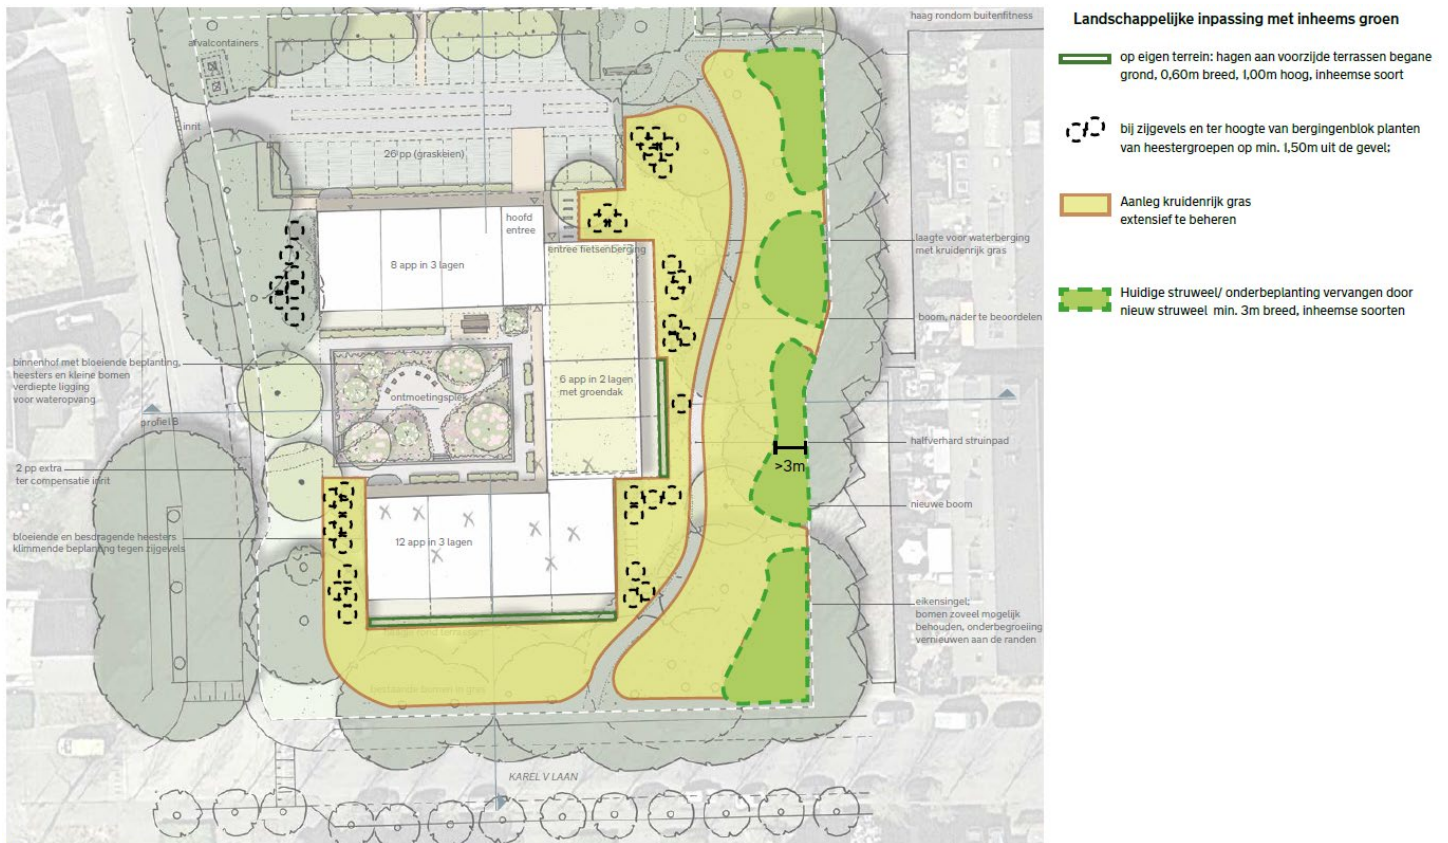 haag rondom buitenfitness
afvalcontainers
inrit
26 pp (graskeien)
hoofd
entree
entree fietsenberging
8 app in 3 lagen
laagte voor waterberging
met kruidenrijk gras
boom, nader te beoordelen
binnenhof met bloeiende beplanting,
heesters en kleine bomen
verdiepte ligging
voor wateropvang
6 app in 2 lagen
met groendak
ontmoetingsplek
profiel B
halfverhard struinpad
>3m
2 pp extra
ter compensatie inrit
nieuwe boom
bloeiende en besdragende heesters
klimmende beplanting tegen zijgevels
12 app in 3 lagen
eikensingel;
bomen zoveel mogelijk
behouden, onderbegroeiing
vernieuwen aan de randen
KAREL V LAAN
Landschappelijke inpassing met inheems groen
op eigen terrein: hagen aan voorzijde terrassen begane
grond, 0,60m breed, 1,00m hoog, inheemse soort
bij zijgevels en ter hoogte van bergingenblok planten
van heestergroepen op min. 1,50m uit de gevel;
Aanleg kruidenrijk gras
extensief te beheren
Huidige struweel/ onderbeplanting vervangen door
nieuw struweel min. 3m breed, inheemse soorten